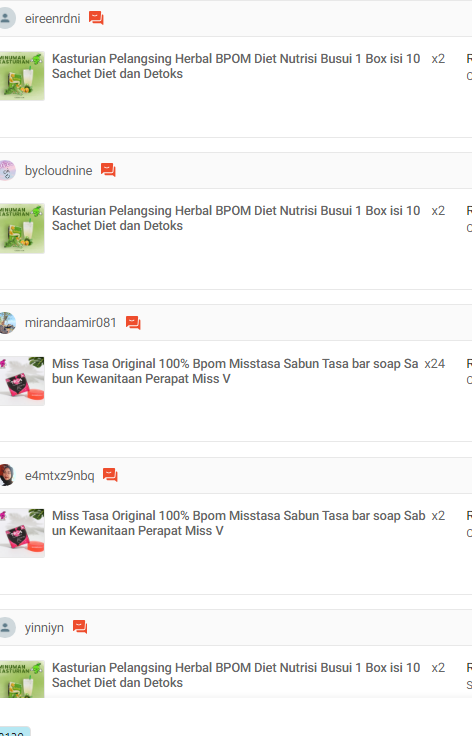 eireenrdni
Kasturian Pelangsing Herbal BPOM Diet Nutrisi Busui 1 Box isi 10 x2
Sachet Diet dan Detoks
bycloudnine
Kasturian Pelangsing Herbal BPOM Diet Nutrisi Busui 1 Box isi 10 x2
Sachet Diet dan Detoks
mirandaamir081
Miss Tasa Original 100% Bpom Misstasa Sabun Tasa bar soap Sa x24
bun Kewanitaan Perapat Miss V
e4mtxz9nbq
Miss Tasa Original 100% Bpom Misstasa Sabun Tasa bar soap Sab x2
un Kewanitaan Perapat Miss V
yinniyn
Kasturian Pelangsing Herbal BPOM Diet Nutrisi Busui 1 Box isi 10 x2
Sachet Diet dan Detoks